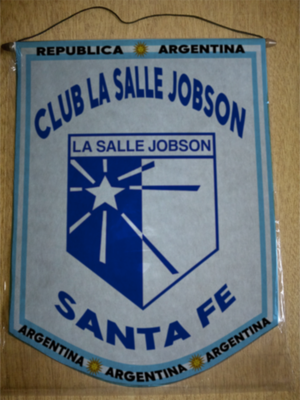 REPUBLICA ARGENTINA
CLUB LA SALLE JOBSON
LA SALLE JOBSON
SANTA FE
ARGENTINA ARGENTINA ARGENTINA